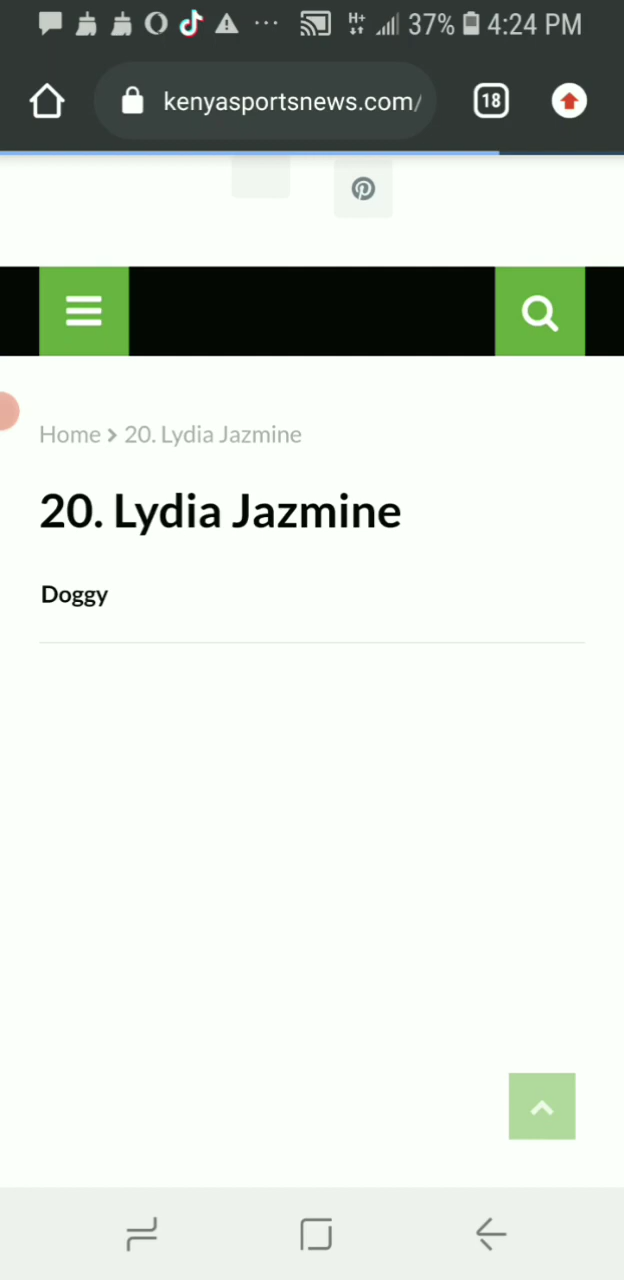 37% 4:24 PM
kenyasportsnews.com/
18
Home > 20. Lydia Jazmine
20. Lydia Jazmine
Doggy